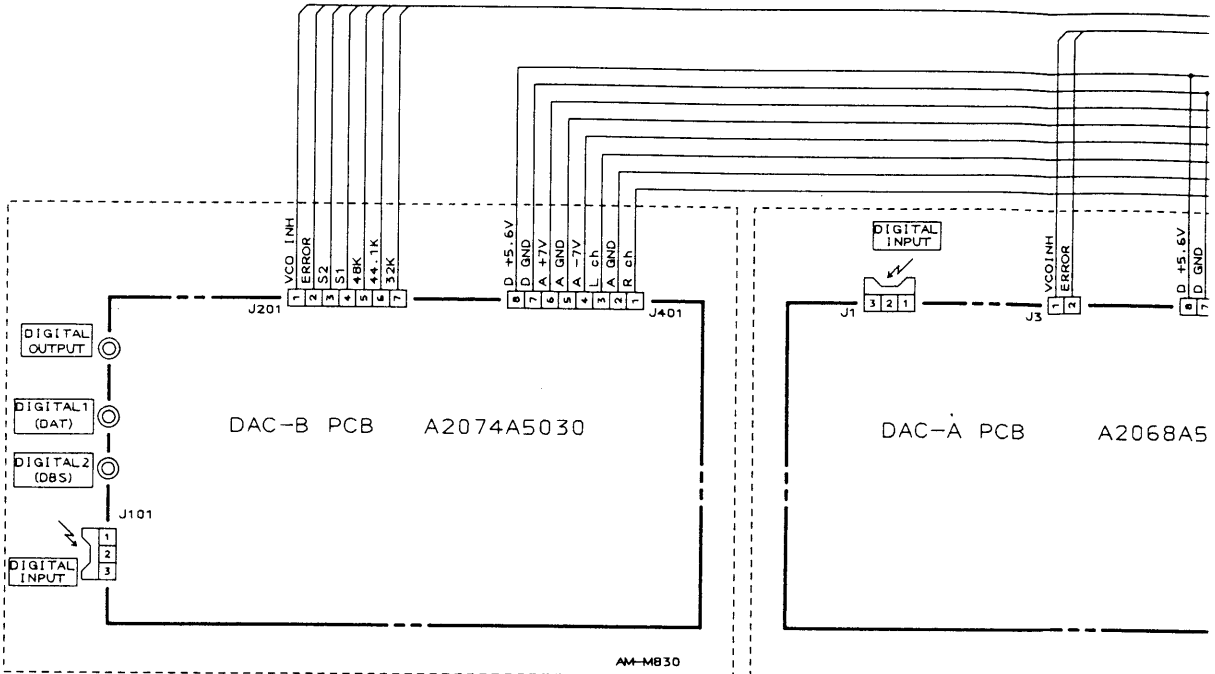 VCO INH
ERROR
S2
S1
48K
44.1K
32K
1 2 3 4 5 6 7
J201
D +5.6V
D GND
A +7V
A GND
A -7V
L ch
A GND
R ch
8 7 6 5 4 3 2 1
J401
DIGITAL
OUTPUT
DIGITAL1
(DAT)
DIGITAL2
(DBS)
J101
1
2
3
DIGITAL
INPUT
DAC-B PCB A2074A5030
AM-M830
DIGITAL
INPUT
3 2 1
J1
VCOINH
ERROR
1 2
J3
D +5.6V
D GND
8 7
DAC-A PCB A2068A5